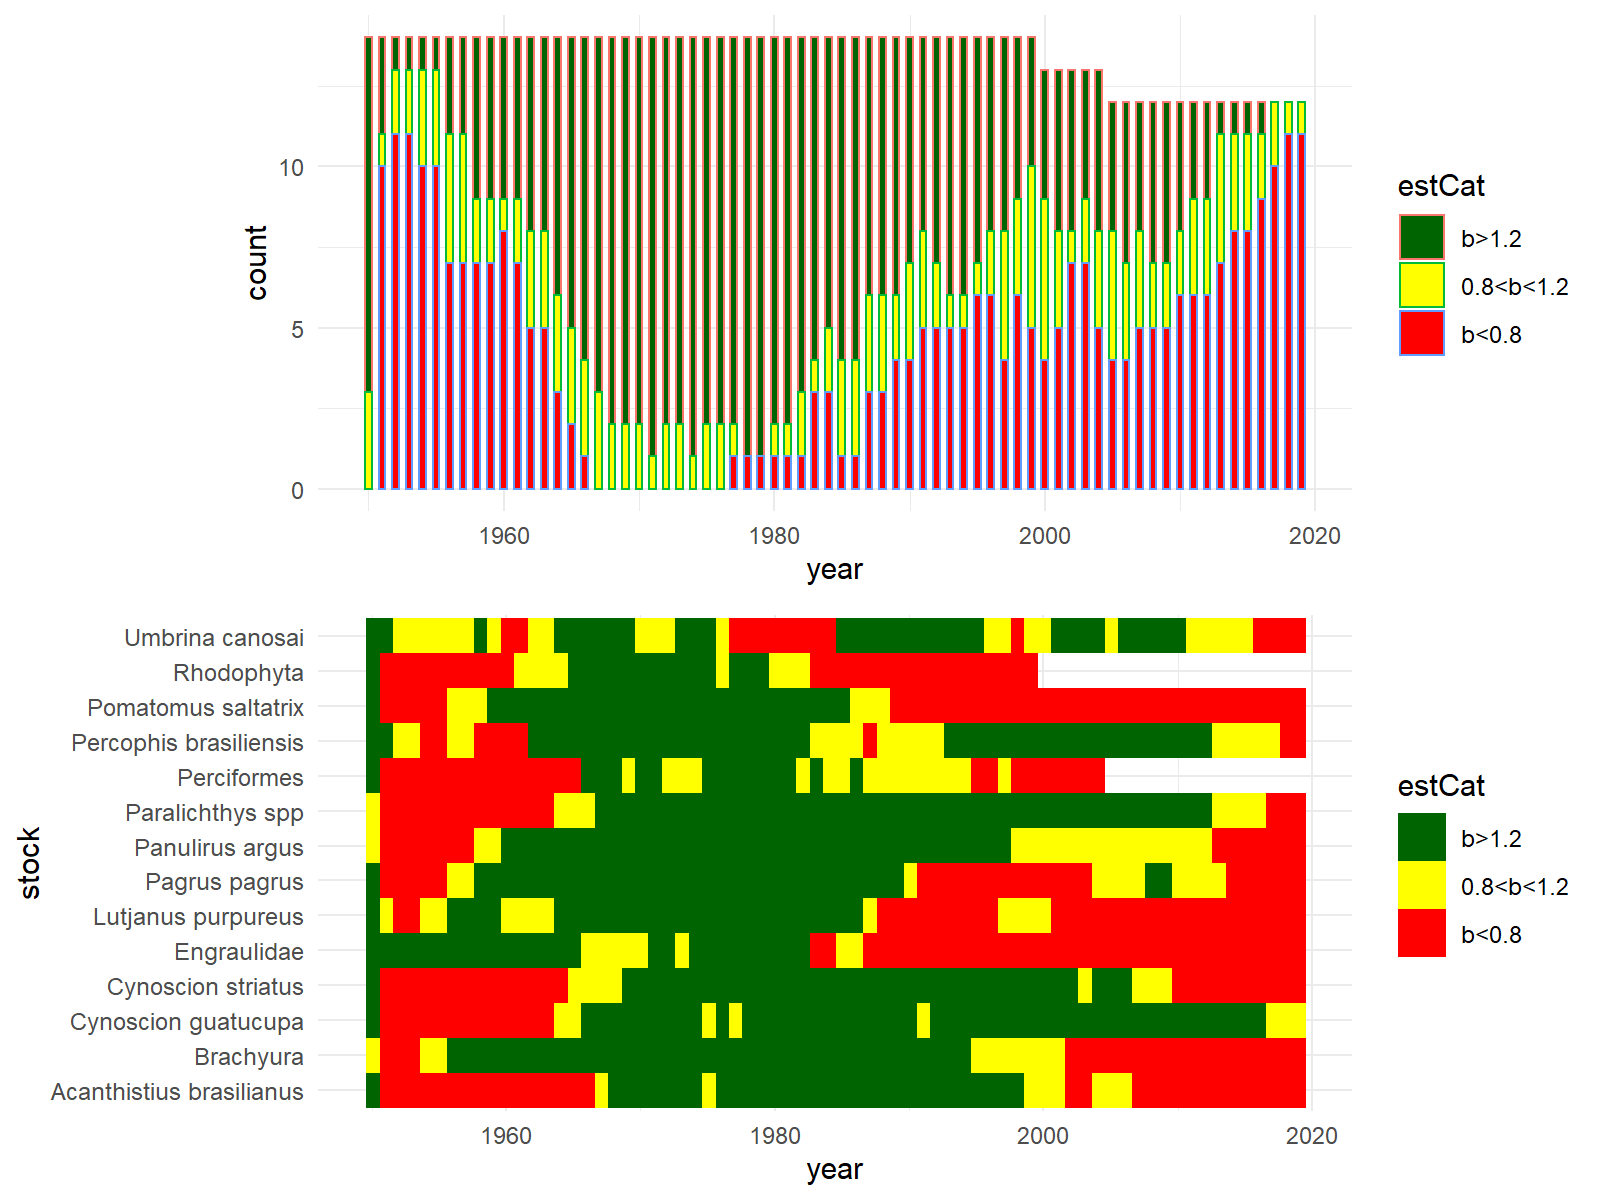 10
5
0
count
1960
1980
2000
2020
year
estCat
b>1.2
0.8<b<1.2
b<0.8
Umbrina canosai
Rhodophyta
Pomatomus saltatrix
Percophis brasiliensis
Perciformes
Paralichthys spp
Panulirus argus
Pagrus pagrus
Lutjanus purpureus
Engraulidae
Cynoscion striatus
Cynoscion guatucupa
Brachyura
Acanthistius brasilianus
stock
1960
1980
2000
2020
year
estCat
b>1.2
0.8<b<1.2
b<0.8